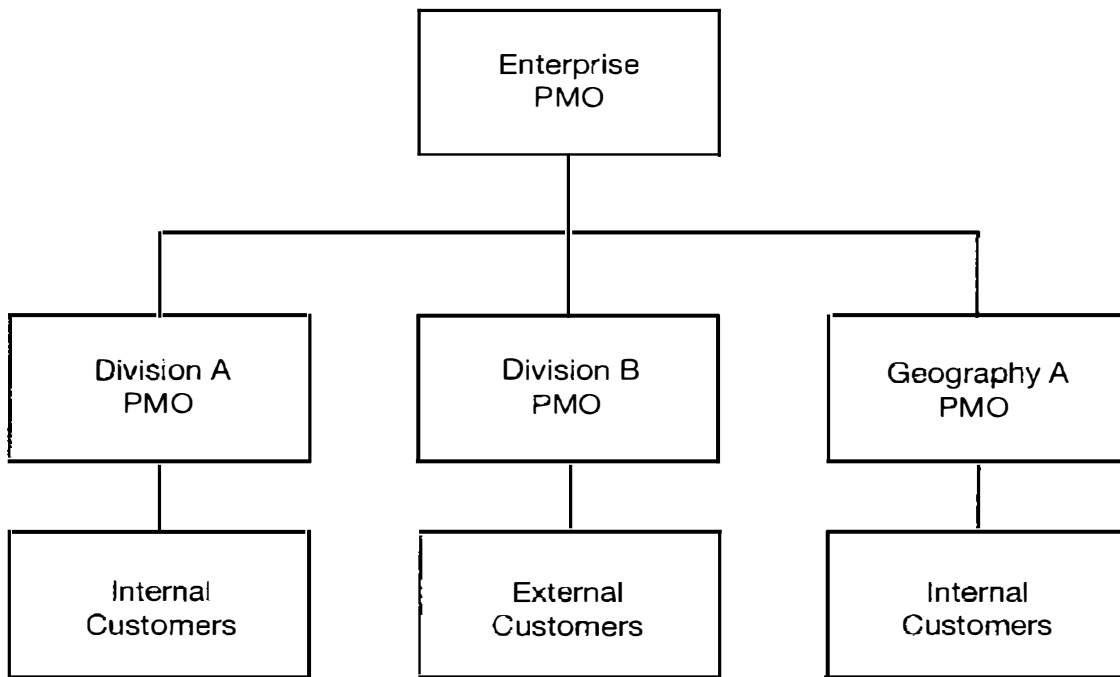 Enterprise
PMO
Division A
PMO
Division B
PMO
Geography A
PMO
Internal
Customers
External
Customers
Internal
Customers